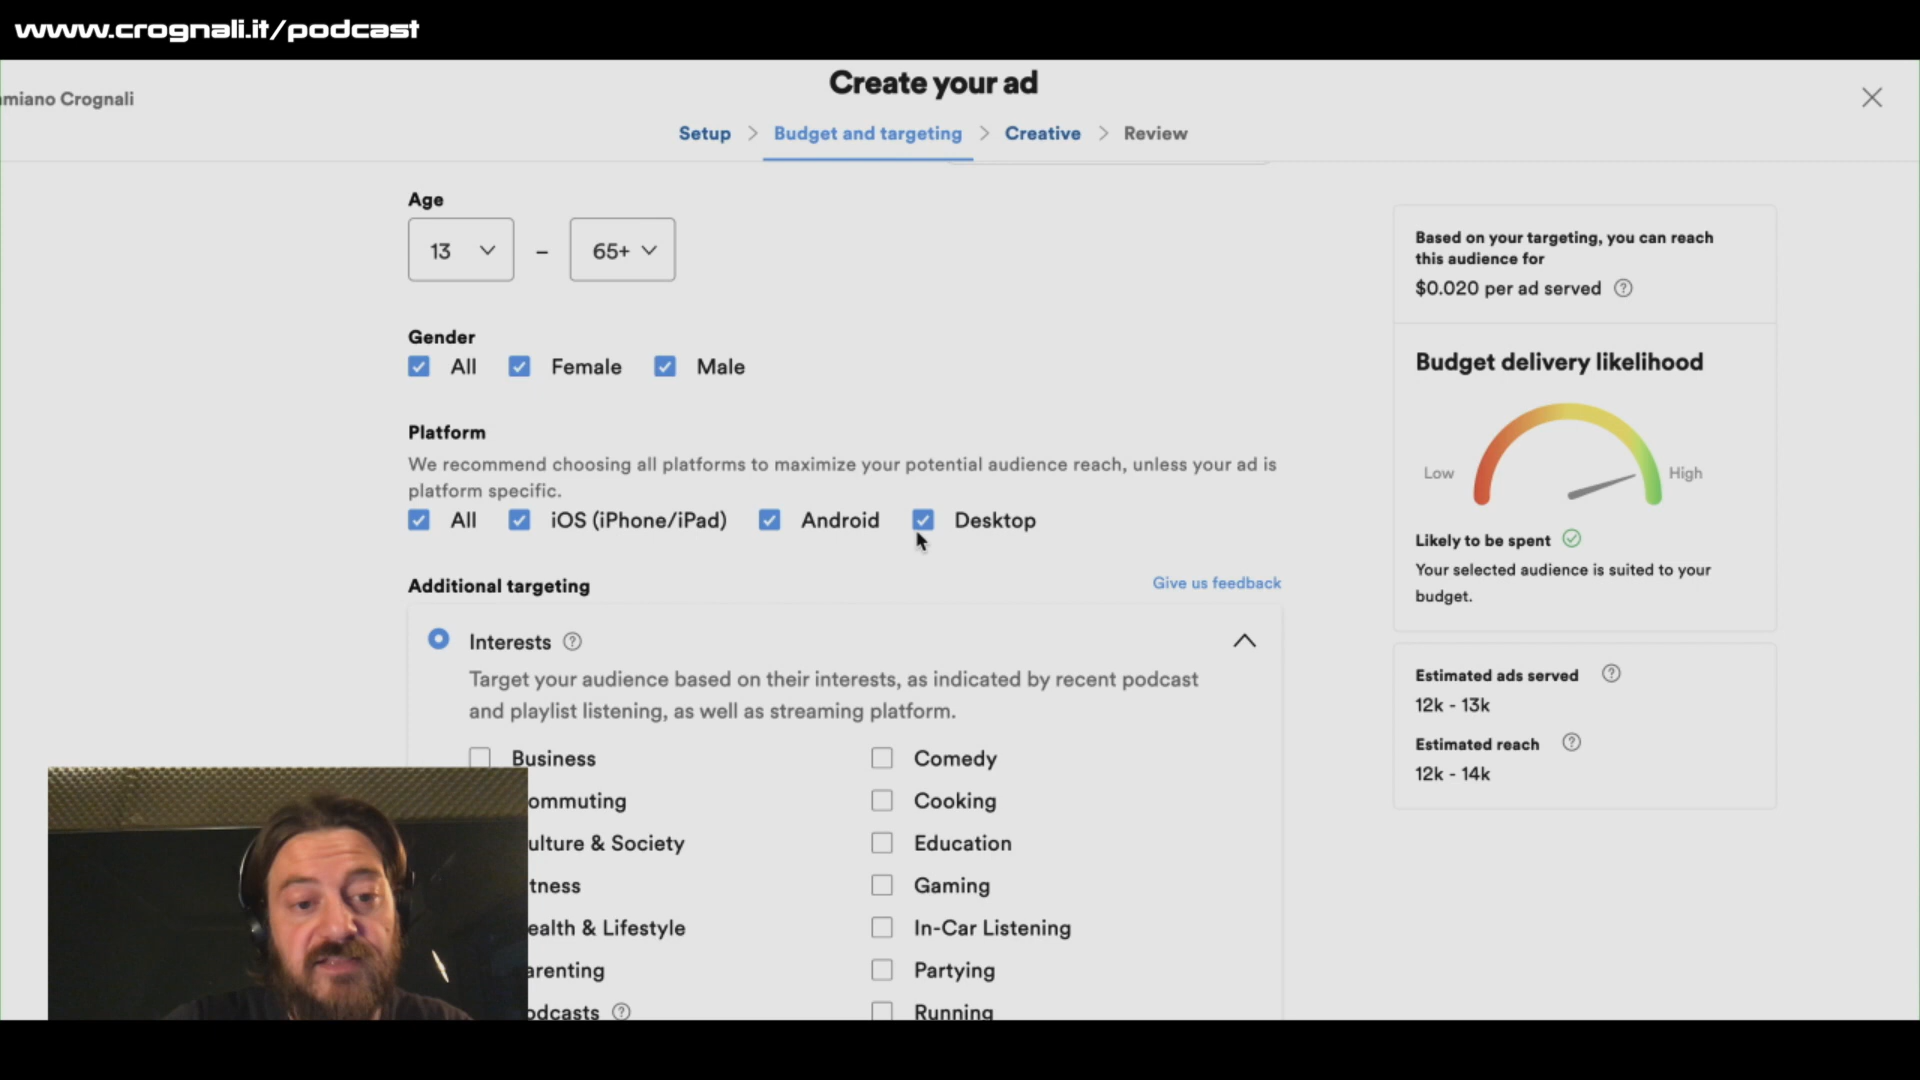 www.crognali.it/podcast
Create your ad
amiano Crognali
Setup > Budget and targeting > Creative > Review
Age
13 – 65+
Gender
All Female Male
Platform
We recommend choosing all platforms to maximize your potential audience reach, unless your ad is
platform specific.
All iOS (iPhone/iPad) Android Desktop
Additional targeting
Give us feedback
Interests ?
Target your audience based on their interests, as indicated by recent podcast
and playlist listening, as well as streaming platform.
Business
Comedy
ommuting
Cooking
ulture & Society
Education
tness
Gaming
ealth & Lifestyle
In-Car Listening
arenting
Partying
odcasts ?
Running
Based on your targeting, you can reach
this audience for
$0.020 per ad served ?
Budget delivery likelihood
Low
High
Likely to be spent
Your selected audience is suited to your
budget.
Estimated ads served ?
12k - 13k
Estimated reach ?
12k - 14k